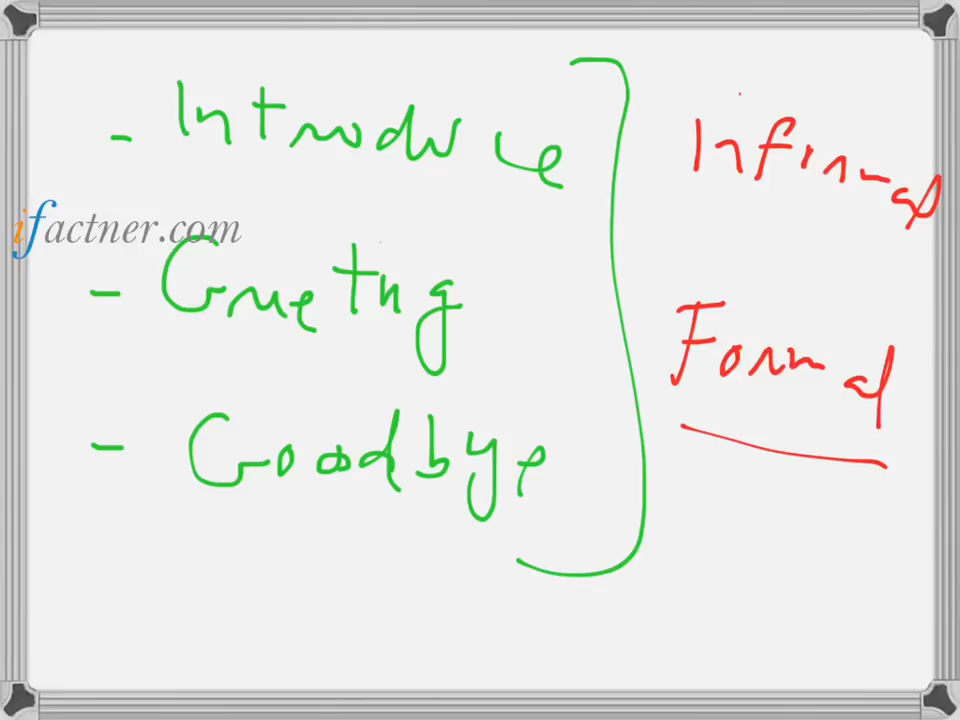 - Introduce
Informal
ifactner.com
- Greeting
Formal
- Goodbye